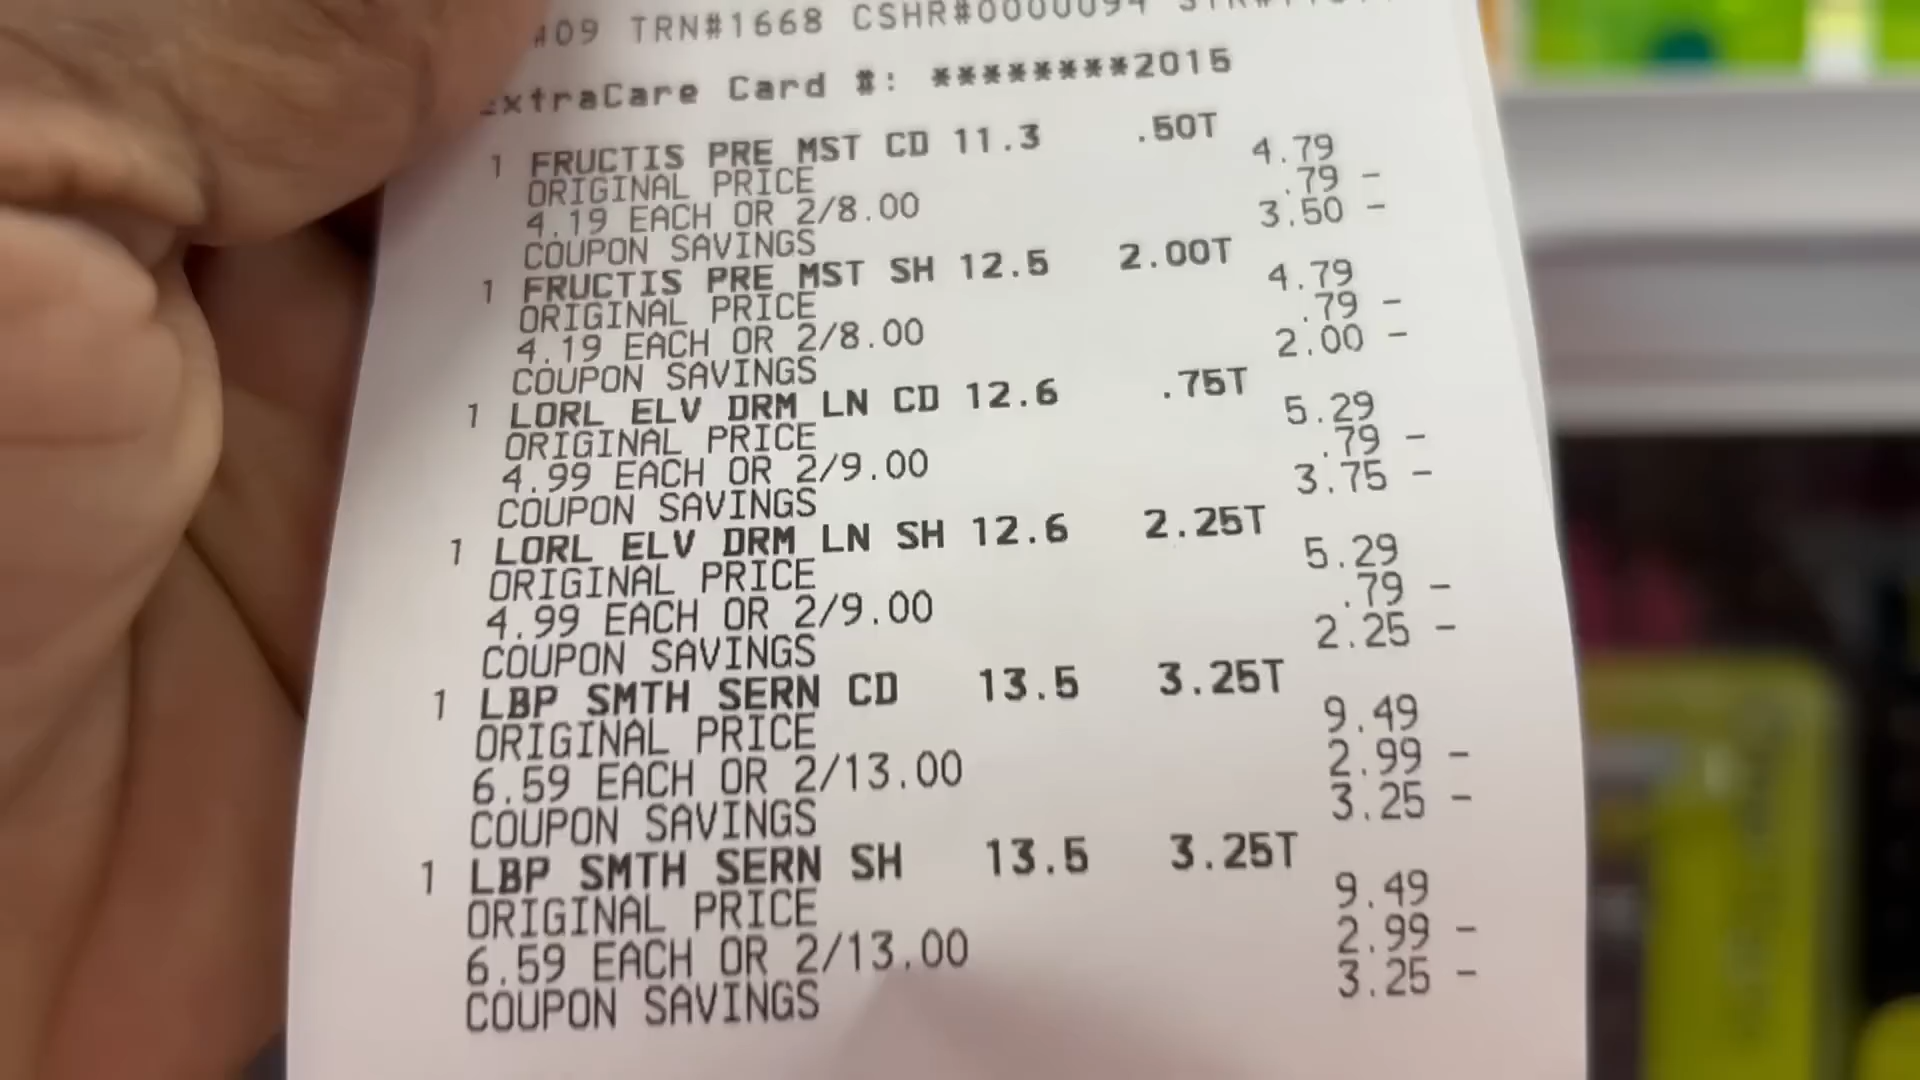 409 TRN#1668 CSHR#0000094
ExtraCare Card #: ********2015
1 FRUCTIS PRE MST CD 11.3 .50T
ORIGINAL PRICE 4.79
4.19 EACH OR 2/8.00 .79 -
COUPON SAVINGS 3.50 -
1 FRUCTIS PRE MST SH 12.5 2.00T
ORIGINAL PRICE 4.79
4.19 EACH OR 2/8.00 .79 -
COUPON SAVINGS 2.00 -
1 LORL ELV DRM LN CD 12.6 .75T
ORIGINAL PRICE 5.29
4.99 EACH OR 2/9.00 .79 -
COUPON SAVINGS 3.75 -
1 LORL ELV DRM LN SH 12.6 2.25T
ORIGINAL PRICE 5.29
4.99 EACH OR 2/9.00 .79 -
COUPON SAVINGS 2.25 -
1 LBP SMTH SERN CD 13.5 3.25T
ORIGINAL PRICE 9.49
6.59 EACH OR 2/13.00 2.99 -
COUPON SAVINGS 3.25 -
1 LBP SMTH SERN SH 13.5 3.25T
ORIGINAL PRICE 9.49
6.59 EACH OR 2/13.00 2.99 -
COUPON SAVINGS 3.25 -